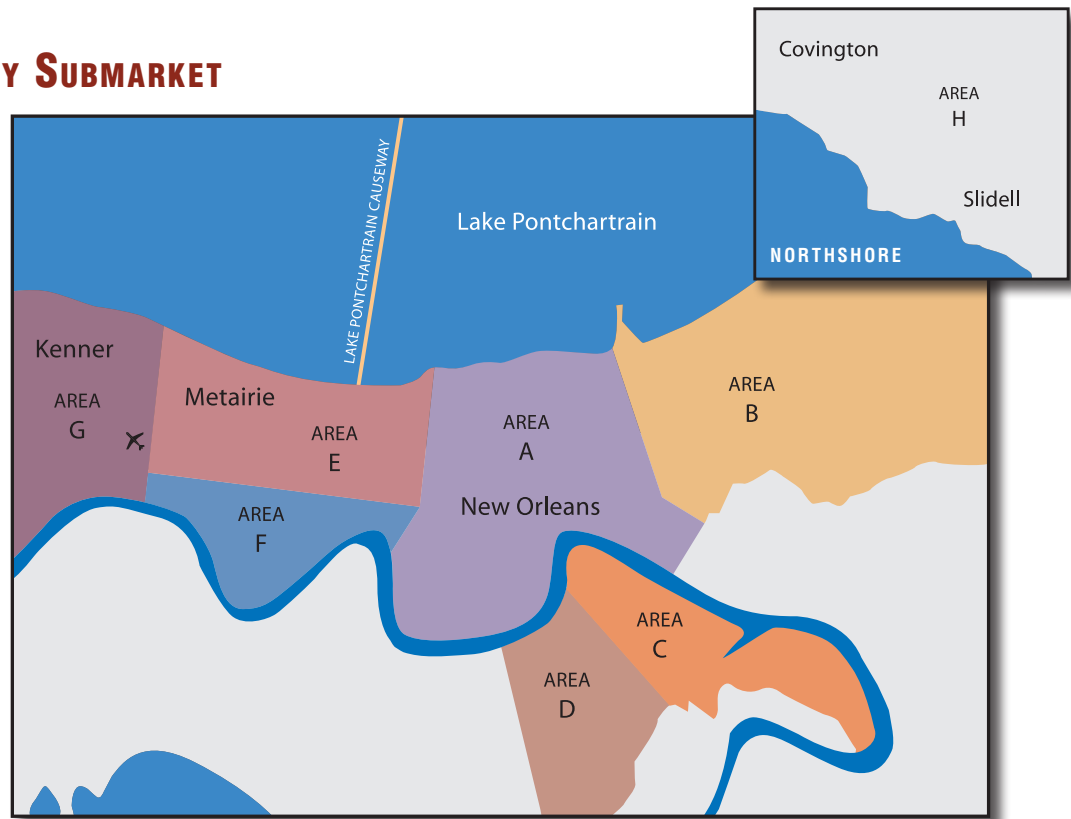 Y SUBMARKET
Covington
AREA
H
Slidell
NORTHSHORE
LAKE PONTCHARTRAIN CAUSEWAY
Lake Pontchartrain
Kenner
AREA
G
Metairie
AREA
E
AREA
A
AREA
B
New Orleans
AREA
F
AREA
C
AREA
D